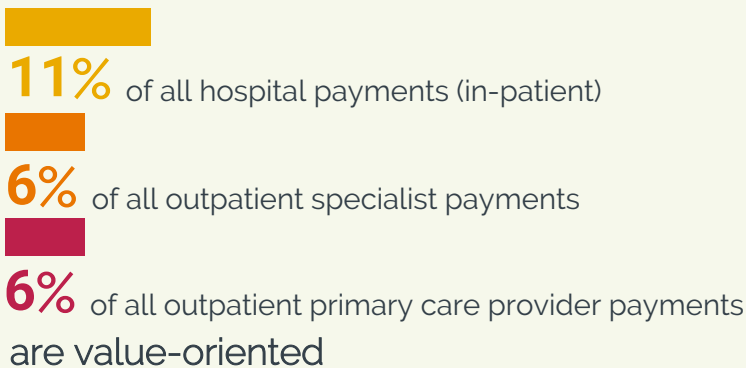 11% of all hospital payments (in-patient)
6% of all outpatient specialist payments
6% of all outpatient primary care provider payments
are value-oriented